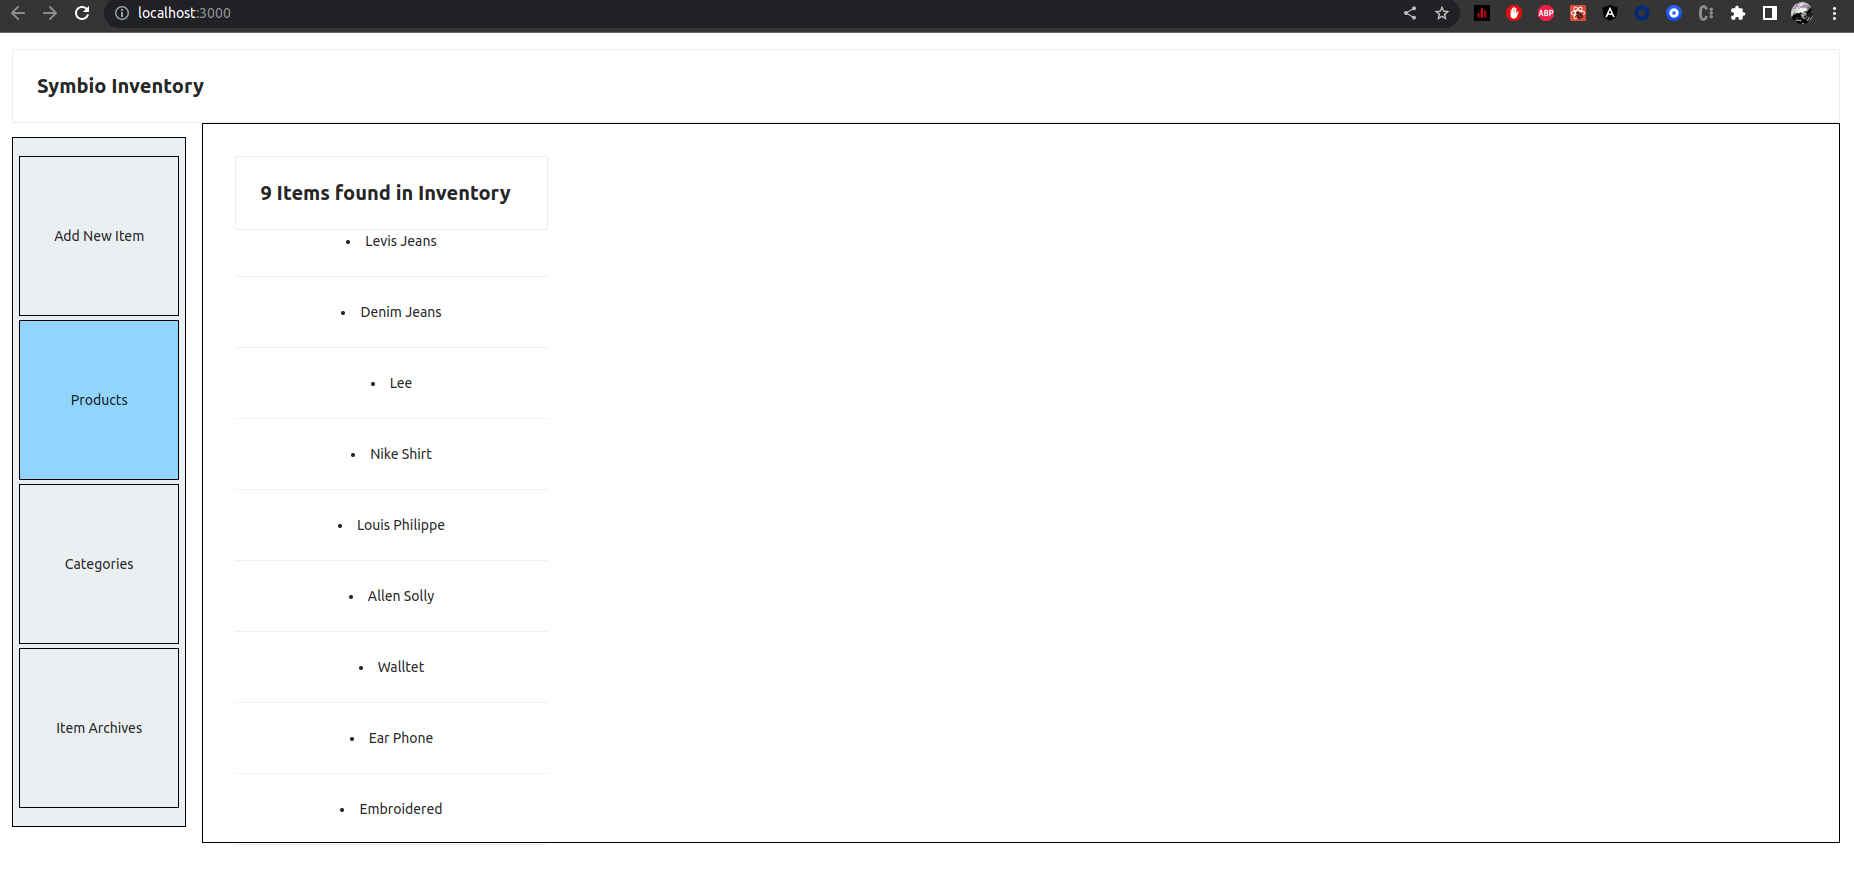 localhost:3000
ABP
A
Symbio Inventory
Add New Item
Products
Categories
Item Archives
9 Items found in Inventory
Levis Jeans
Denim Jeans
Lee
Nike Shirt
Louis Philippe
Allen Solly
Walltet
Ear Phone
Embroidered